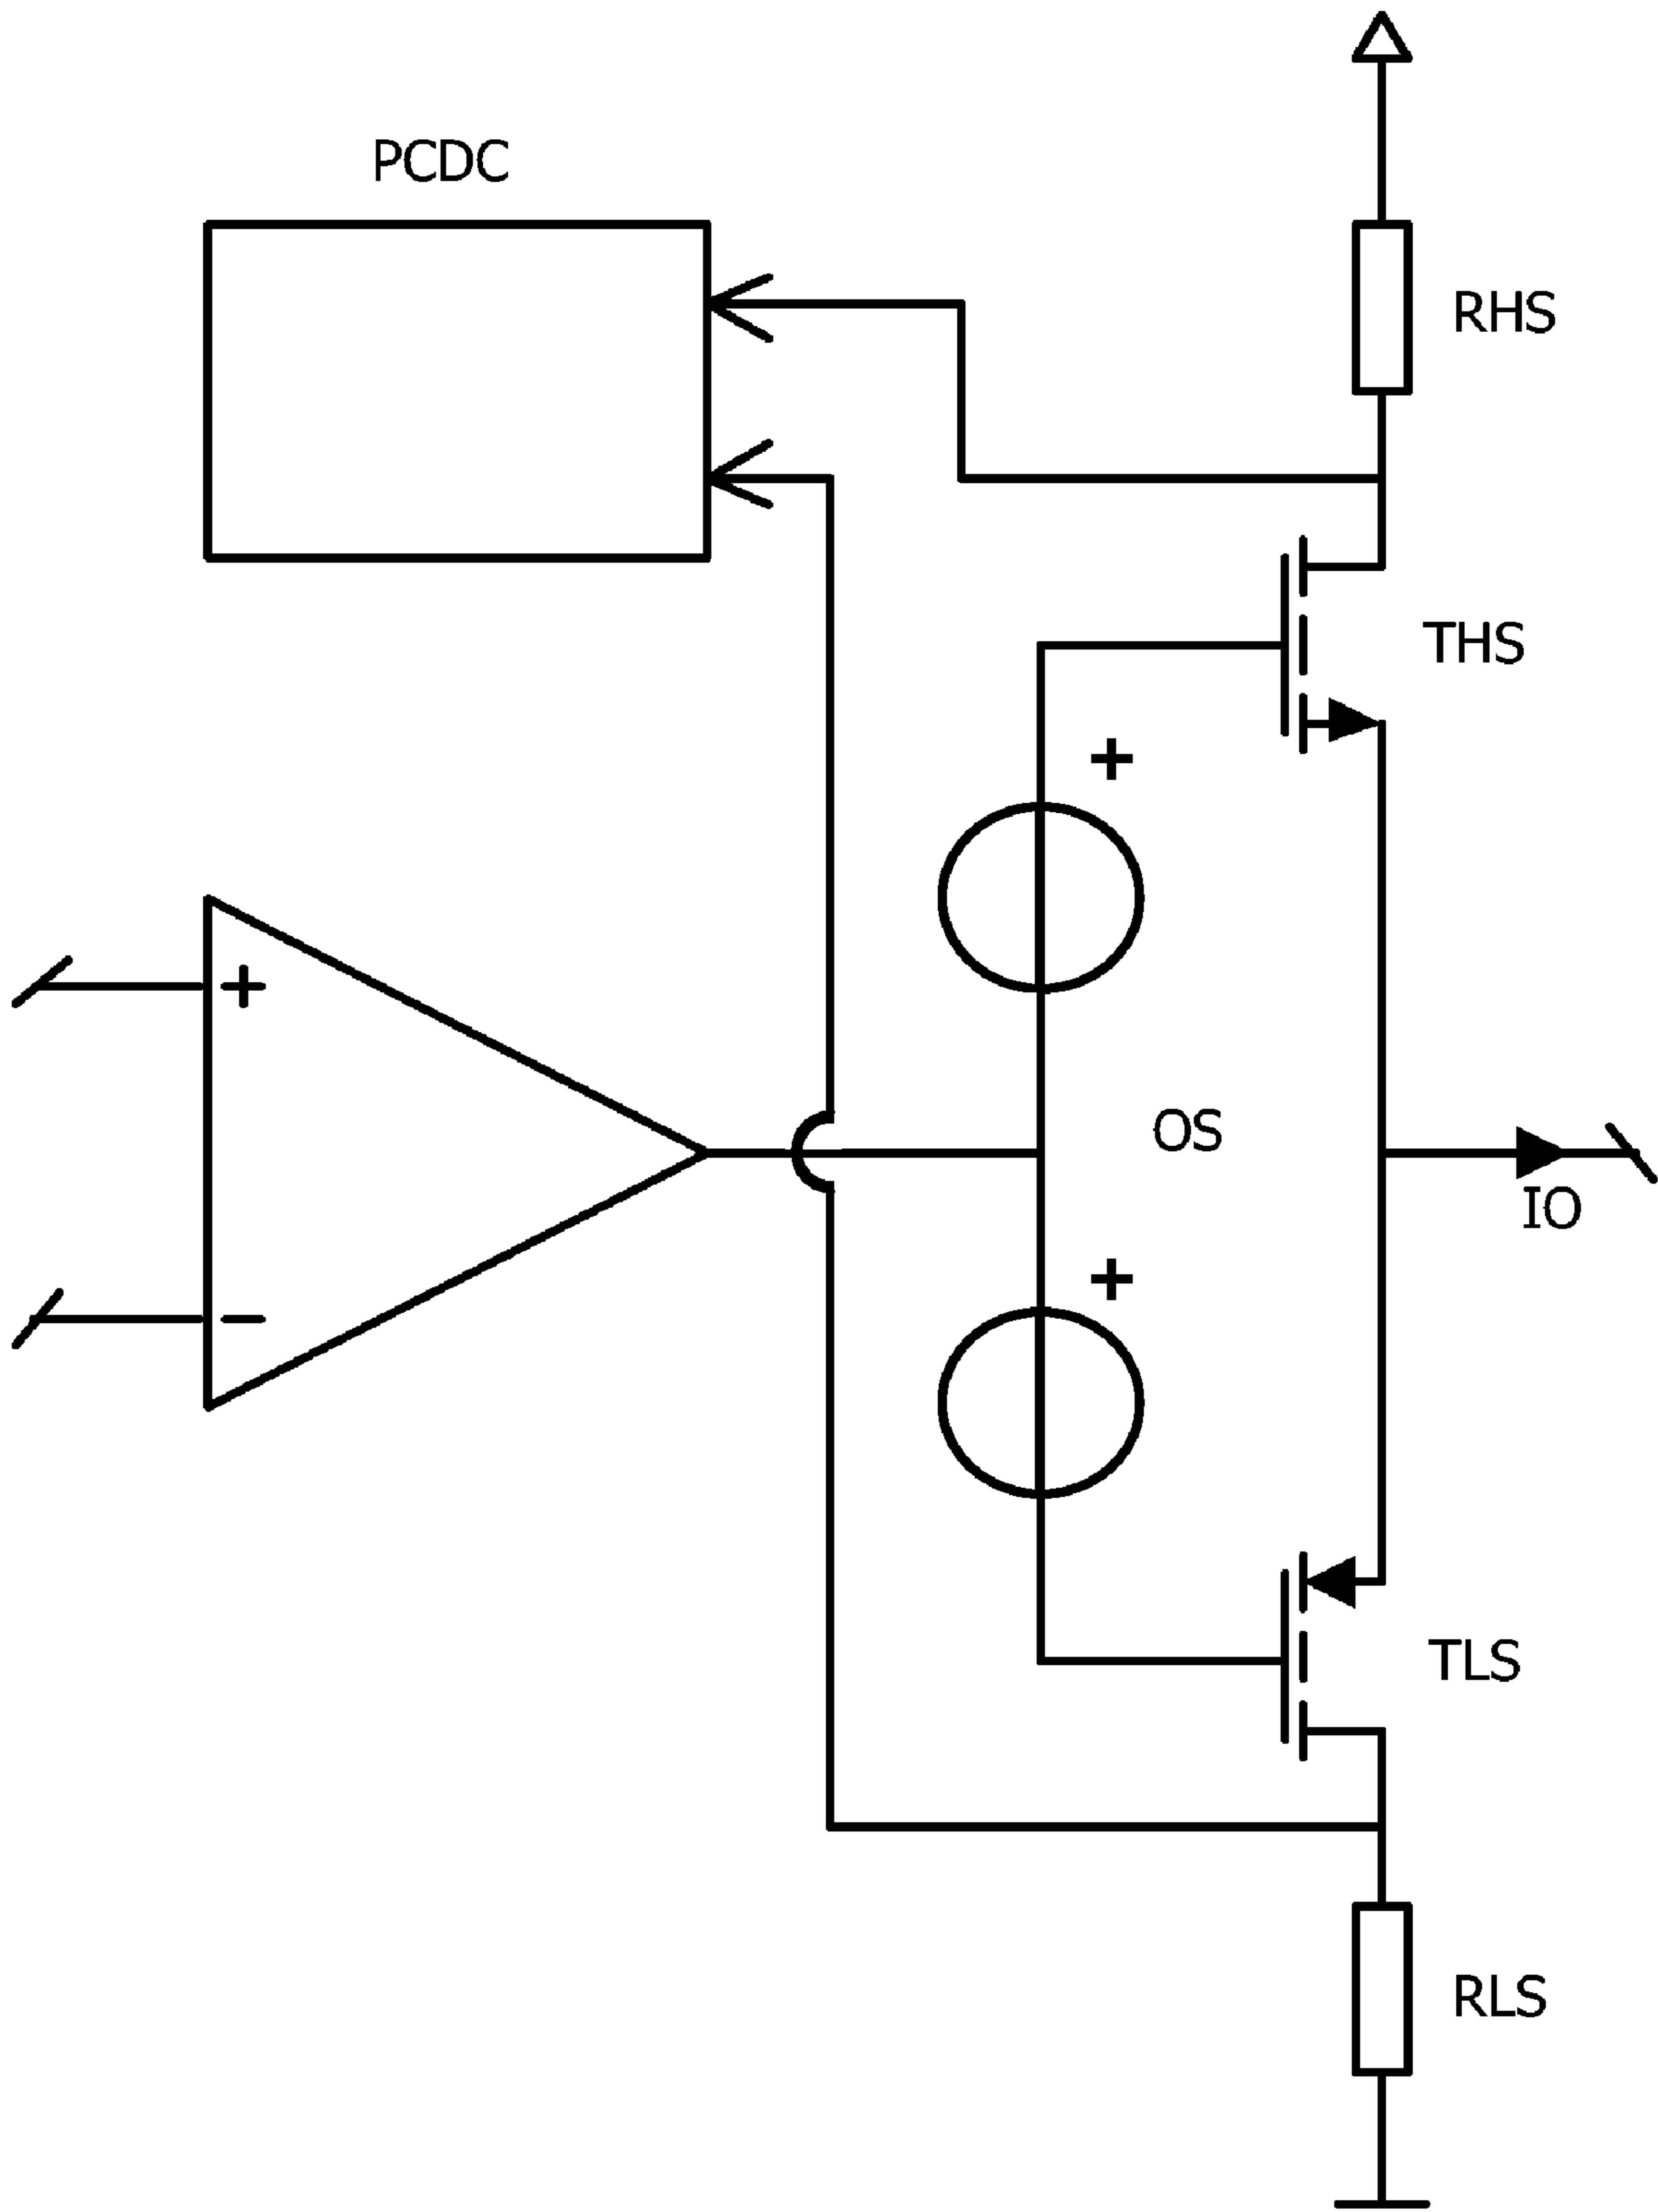 PCDC
RHS
THS
+
+
OS
IO
+
−
TLS
RLS